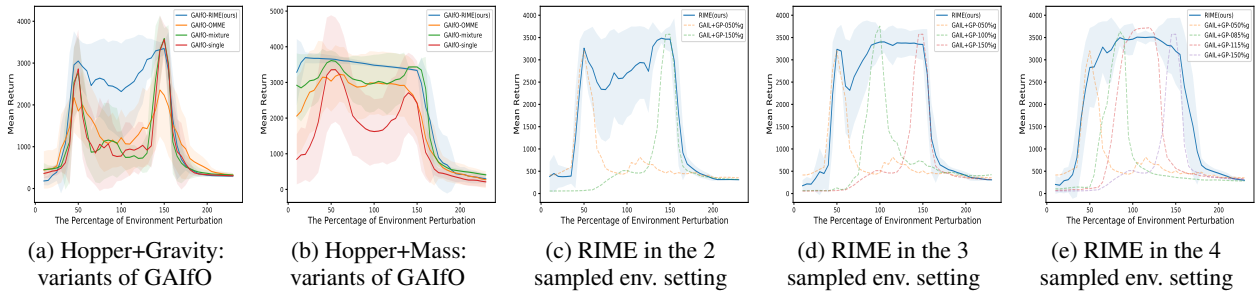 GAIfO-RIME(ours)
GAIfO-OMME
GAIfO-mixture
GAIfO-single
4000
3000
2000
1000
0
Mean Return
0 50 100 150 200
The Percentage of Environment Perturbation
(a) Hopper+Gravity:
variants of GAIfO
GAIfO-RIME(ours)
GAIfO-OMME
GAIfO-mixture
GAIfO-single
5000
4000
3000
2000
1000
0
Mean Return
0 50 100 150 200
The Percentage of Environment Perturbation
(b) Hopper+Mass:
variants of GAIfO
RIME(ours)
GAIL+GP-050%g
GAIL+GP-150%g
4000
3500
3000
2500
2000
1500
1000
500
0
Mean Return
0 50 100 150 200
The Percentage of Environment Perturbation
(c) RIME in the 2
sampled env. setting
RIME(ours)
GAIL+GP-050%g
GAIL+GP-100%g
GAIL+GP-150%g
4000
3500
3000
2500
2000
1500
1000
500
0
Mean Return
0 50 100 150 200
The Percentage of Environment Perturbation
(d) RIME in the 3
sampled env. setting
RIME(ours)
GAIL+GP-050%g
GAIL+GP-085%g
GAIL+GP-115%g
GAIL+GP-150%g
4000
3500
3000
2500
2000
1500
1000
500
0
Mean Return
0 50 100 150 200
The Percentage of Environment Perturbation
(e) RIME in the 4
sampled env. setting